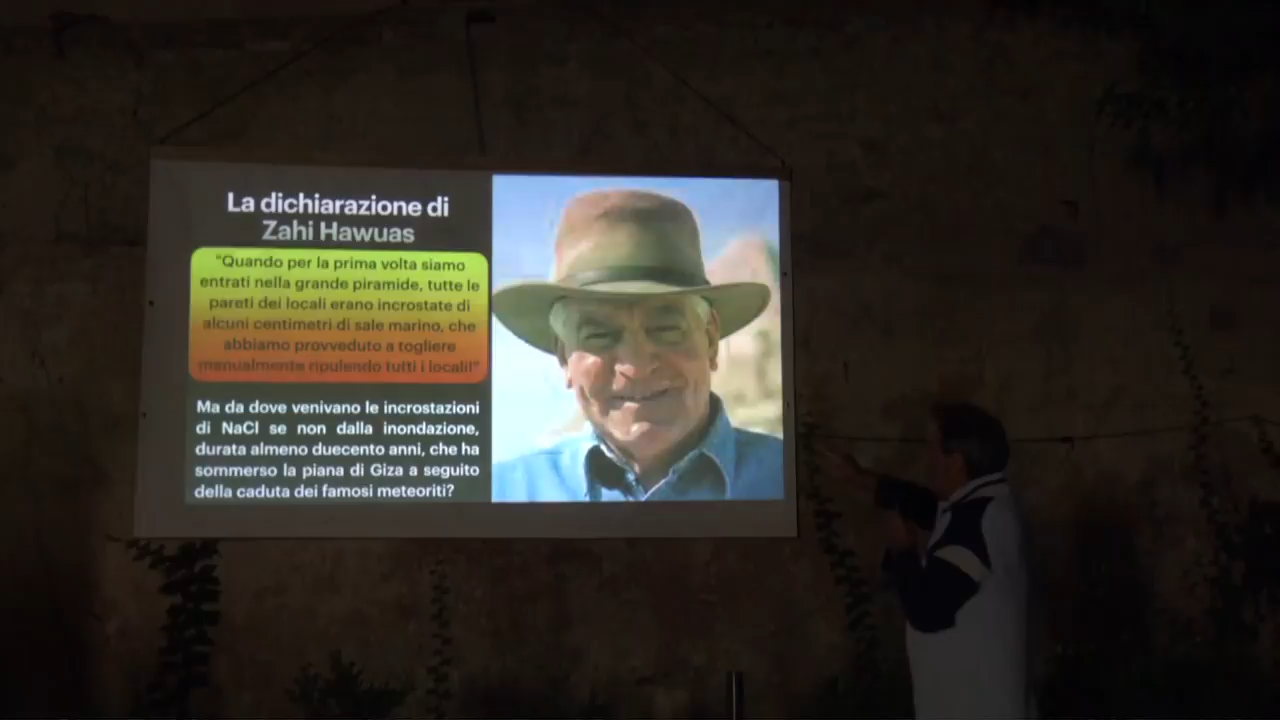 La dichiarazione di
Zahi Hawuas
"Quando per la prima volta siamo
entrati nella grande piramide, tutte le
pareti dei locali erano incrostate di
alcuni centimetri di sale marino, che
abbiamo provveduto a togliere
manualmente ripulendo tutti i locali!"
Ma da dove venivano le incrostazioni
di NaCl se non dalla inondazione,
durata almeno duecento anni, che ha
sommerso la piana di Giza a seguito
della caduta dei famosi meteoriti?